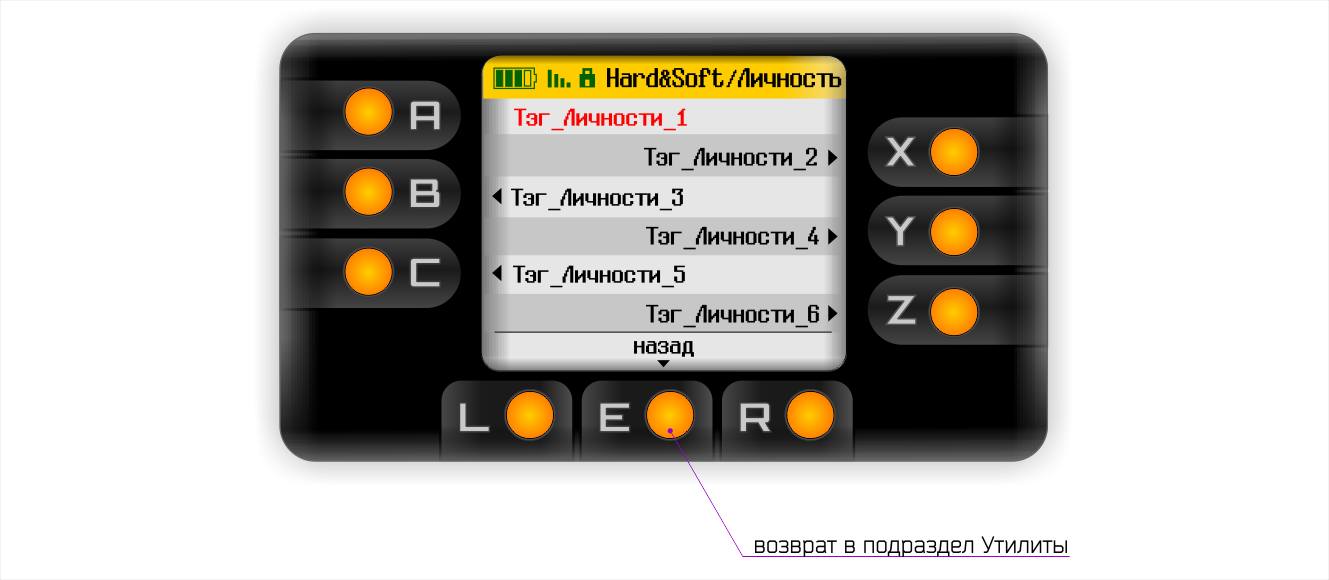 Hard&Soft/Личность
A
Тэг_Личности_1
X
Тэг_Личности_2
B
Тэг_Личности_3
Y
Тэг_Личности_4
C
Тэг_Личности_5
Z
Тэг_Личности_6
назад
L
E
R
возврат в подраздел Утилиты